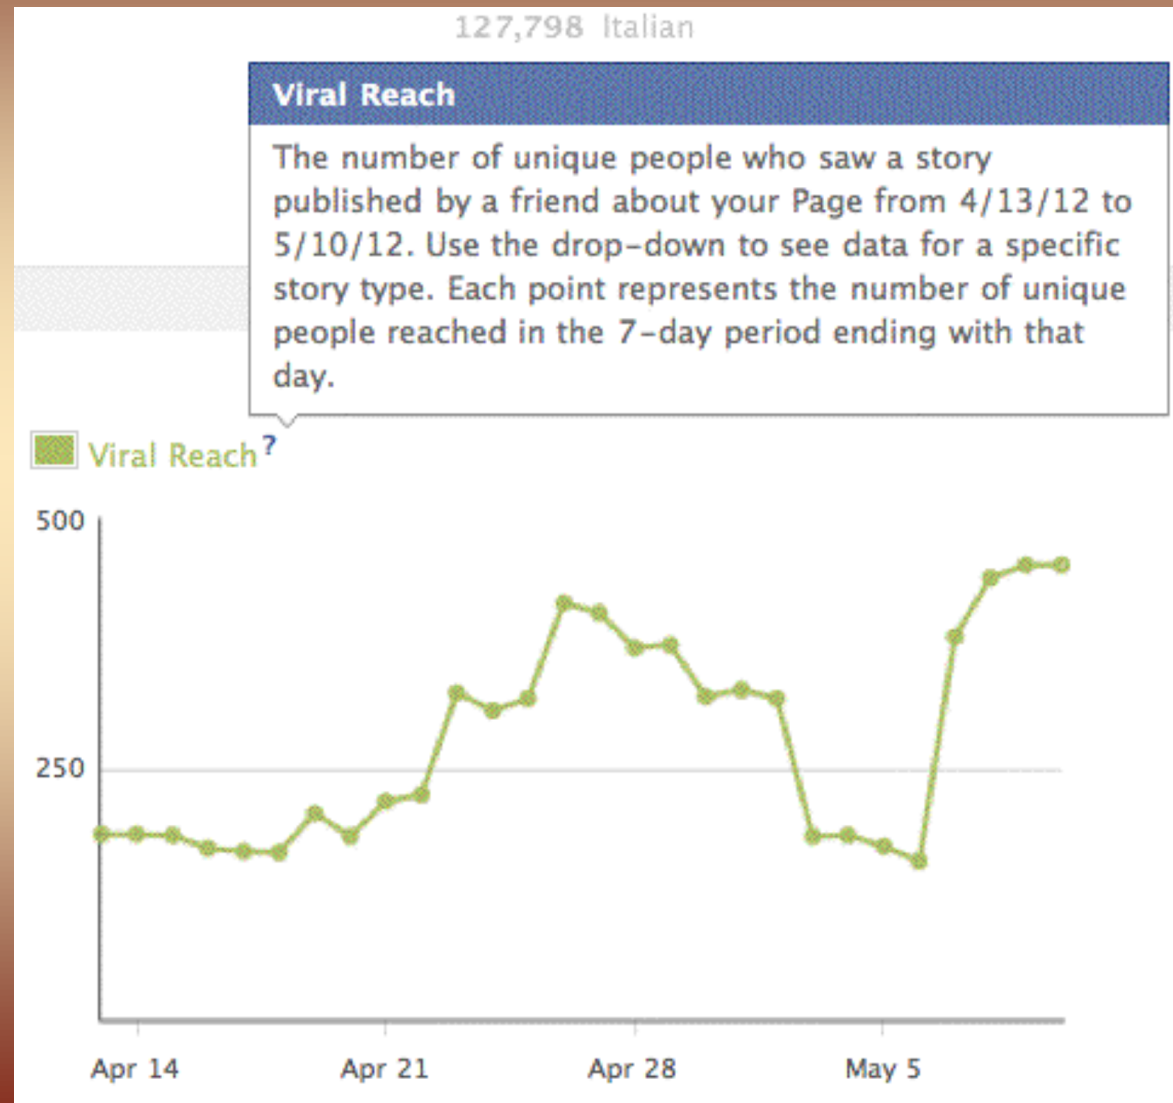 127,798 Italian
Viral Reach
The number of unique people who saw a story
published by a friend about your Page from 4/13/12 to
5/10/12. Use the drop-down to see data for a specific
story type. Each point represents the number of unique
people reached in the 7-day period ending with that
day.
Viral Reach?
500
250
Apr 14 Apr 21 Apr 28 May 5